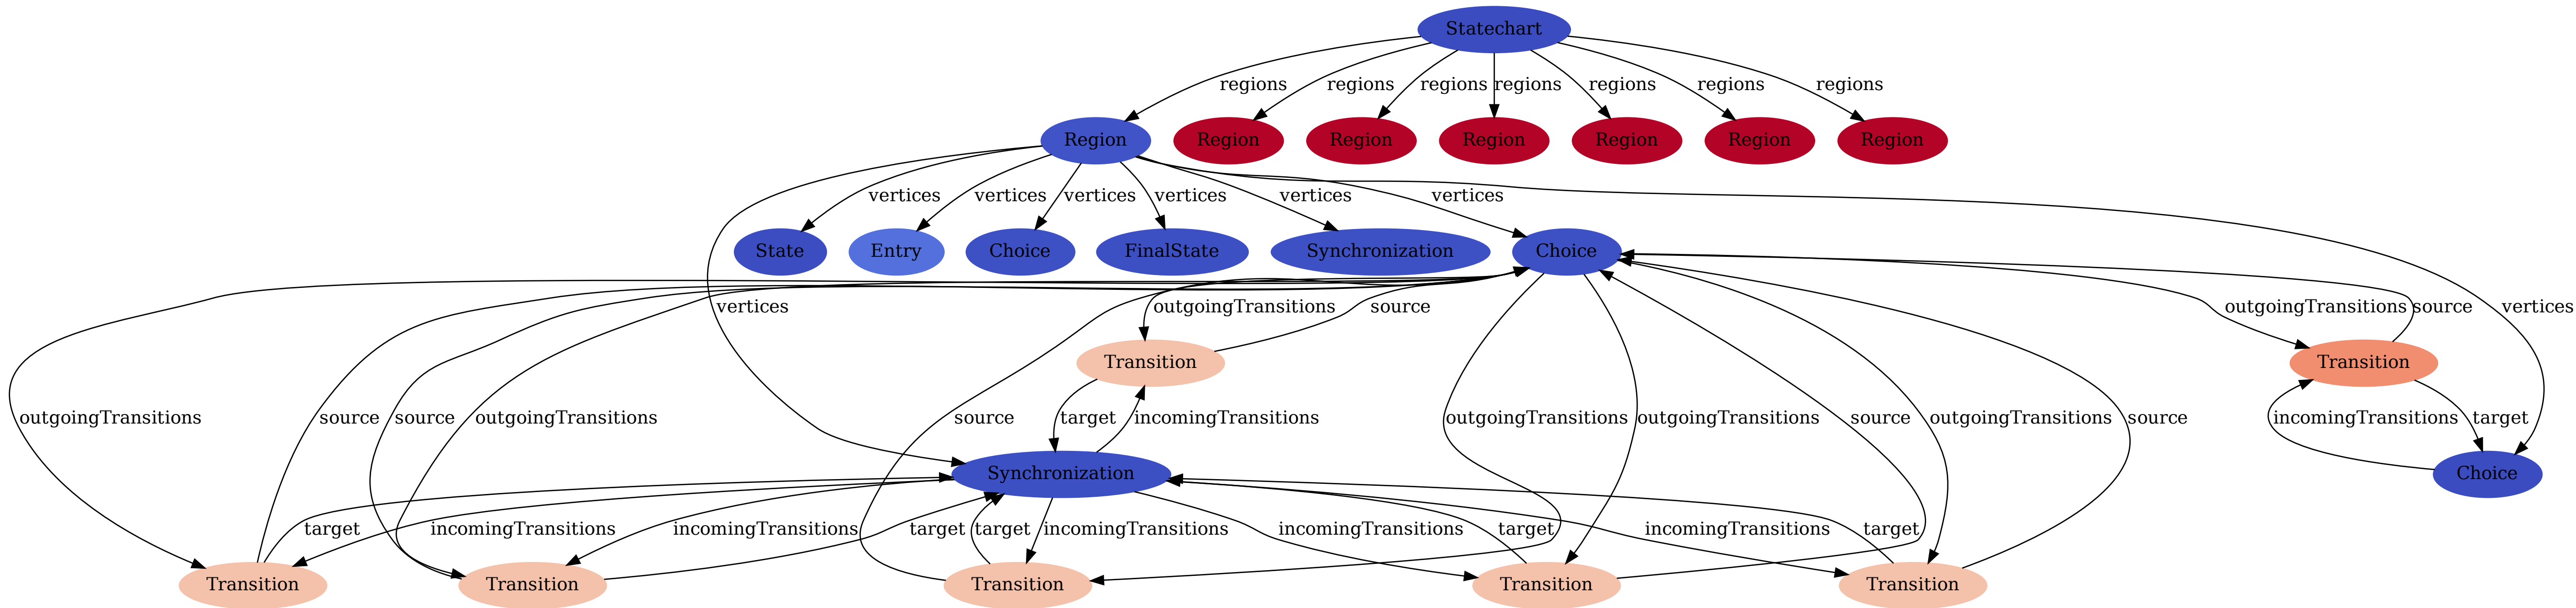 Statechart
regions regions regions regions regions regions regions
Region Region Region Region Region Region Region
vertices vertices vertices vertices vertices vertices
State Entry Choice FinalState Synchronization Choice
vertices outgoingTransitions source outgoingTransitions source vertices
Transition Transition
outgoingTransitions source source outgoingTransitions source target incomingTransitions outgoingTransitions outgoingTransitions source outgoingTransitions source incomingTransitions target
Synchronization Choice
target incomingTransitions incomingTransitions target target incomingTransitions incomingTransitions target incomingTransitions target
Transition Transition Transition Transition Transition